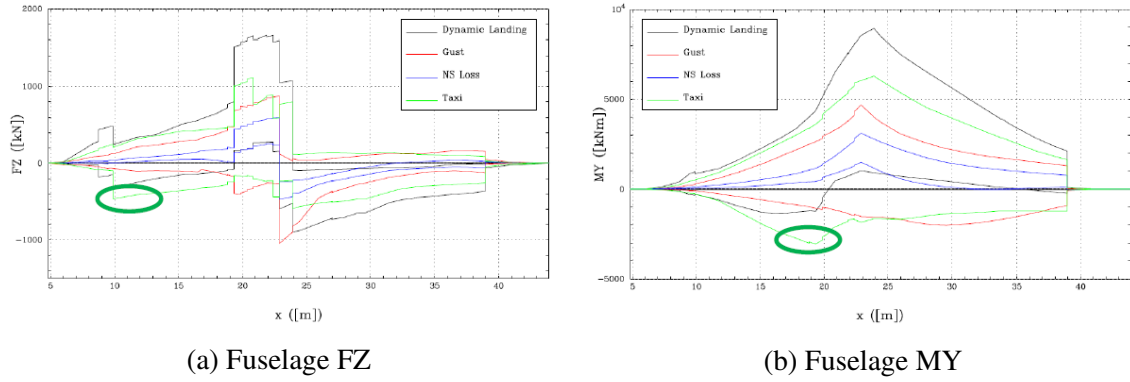 2000
1000
0
-1000
FZ ([kN])
Dynamic Landing
Gust
NS Loss
Taxi
5 10 15 20 25 30 35 40
x ([m])
(a) Fuselage FZ
10⁴
5000
0
-5000
MY ([kNm])
Dynamic Landing
Gust
NS Loss
Taxi
5 10 15 20 25 30 35 40
x ([m])
(b) Fuselage MY